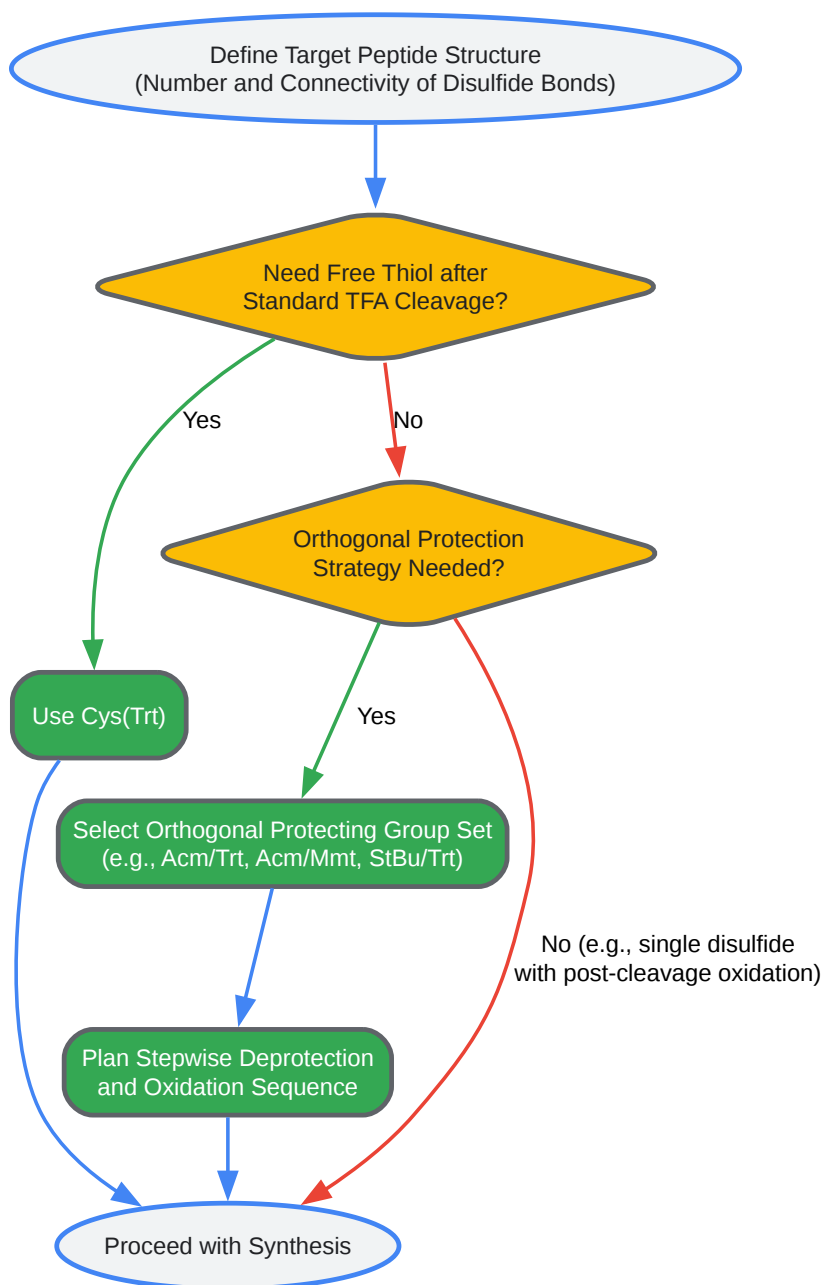 Define Target Peptide Structure
(Number and Connectivity of Disulfide Bonds)
Need Free Thiol after
Standard TFA Cleavage?
Yes
No
Orthogonal Protection
Strategy Needed?
Use Cys(Trt)
Yes
Select Orthogonal Protecting Group Set
(e.g., Acm/Trt, Acm/Mmt, StBu/Trt)
No (e.g., single disulfide
with post-cleavage oxidation)
Plan Stepwise Deprotection
and Oxidation Sequence
Proceed with Synthesis